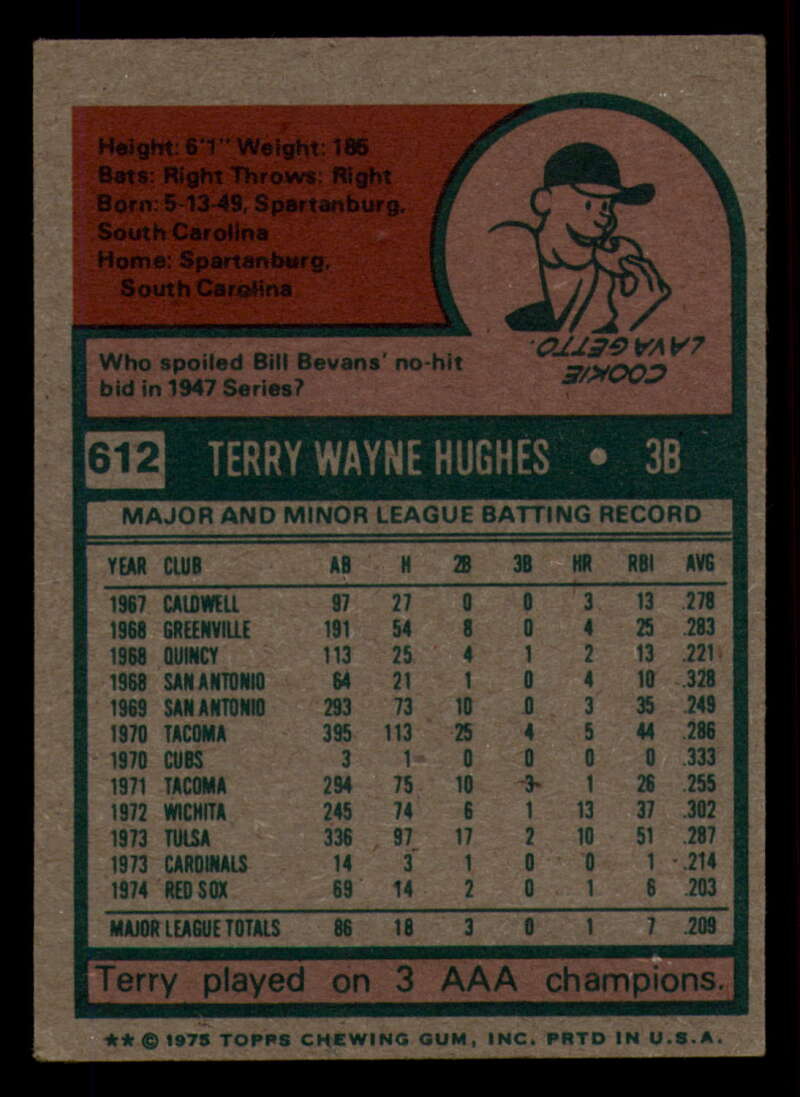 Height: 6'1" Weight: 185
Bats: Right Throws: Right
Born: 5-13-49, Spartanburg,
South Carolina
Home: Spartanburg,
South Carolina
COOKIE
LAVAGETTO.
Who spoiled Bill Bevans' no-hit
bid in 1947 Series?
612 TERRY WAYNE HUGHES • 3B
MAJOR AND MINOR LEAGUE BATTING RECORD
YEAR CLUB AB H 2B 3B HR RBI AVG
1967 CALDWELL 97 27 0 0 3 13 .278
1968 GREENVILLE 191 54 8 0 4 25 .283
1968 QUINCY 113 25 4 1 2 13 .221
1968 SAN ANTONIO 64 21 1 0 4 10 .328
1969 SAN ANTONIO 293 73 10 0 3 35 .249
1970 TACOMA 395 113 25 4 5 44 .286
1970 CUBS 3 1 0 0 0 0 .333
1971 TACOMA 294 75 10 3 1 26 .255
1972 WICHITA 245 74 6 1 13 37 .302
1973 TULSA 336 97 17 2 10 51 .287
1973 CARDINALS 14 3 1 0 0 1 .214
1974 RED SOX 69 14 2 0 1 6 .203
MAJOR LEAGUE TOTALS 86 18 3 0 1 7 .209
Terry played on 3 AAA champions.
** © 1975 TOPPS CHEWING GUM, INC. PRTD IN U.S.A.